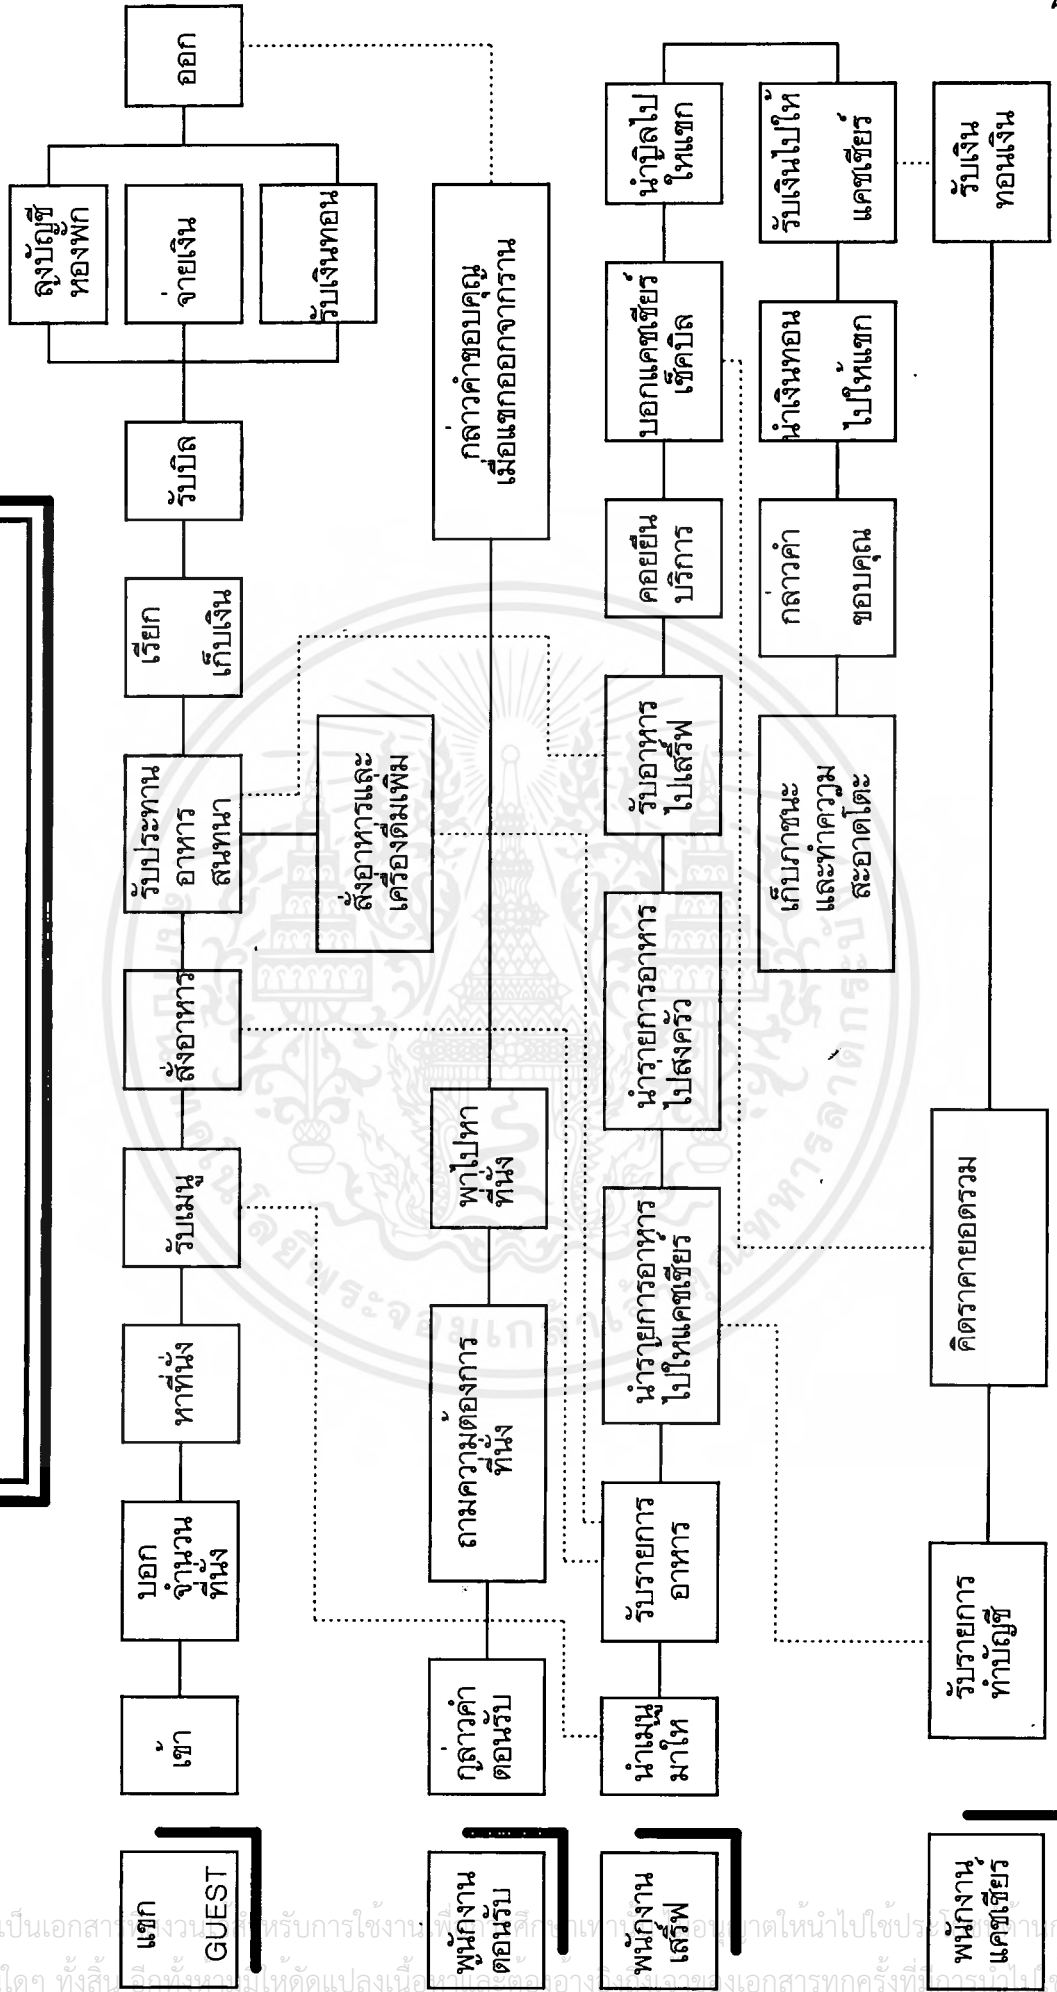 แขก
GUEST
เข้า
บอก
จำนวน
ที่นั่ง
หาที่นั่ง
รับเมนู
สั่งอาหาร
รับประทาน
อาหาร
สนทนา
เรียก
เก็บเงิน
รับบิล
ลงบัญชี
ห้องพัก
จ่ายเงิน
รับเงินทอน
ออก
สั่งอาหารและ
เครื่องดื่มเพิ่ม
พนักงาน
ต้อนรับ
กล่าวคำ
ต้อนรับ
ถามความต้องการ
ที่นั่ง
พาไปหา
ที่นั่ง
กล่าวคำขอบคุณ
เมื่อแขกออกจากร้าน
พนักงาน
เสริ์ฟ
นำเมนู
มาให้
รับรายการ
อาหาร
นำรายการอาหาร
ไปให้แคชเชียร์
นำรายการอาหาร
ไปส่งครัว
รับอาหาร
ไปเสริ์ฟ
คอยยืน
บริการ
บอกแคชเชียร์
เช็คบิล
นำบิลไป
ให้แขก
รับเงินไปให้
แคชเชียร์
นำเงินทอน
ไปให้แขก
กล่าวคำ
ขอบคุณ
เก็บภาชนะ
และทำความ
สะอาดโต๊ะ
พนักงาน
แคชเชียร์
รับรายการ
ทำบัญชี
คิดราคายอดรวม
รับเงิน
ทอนเงิน